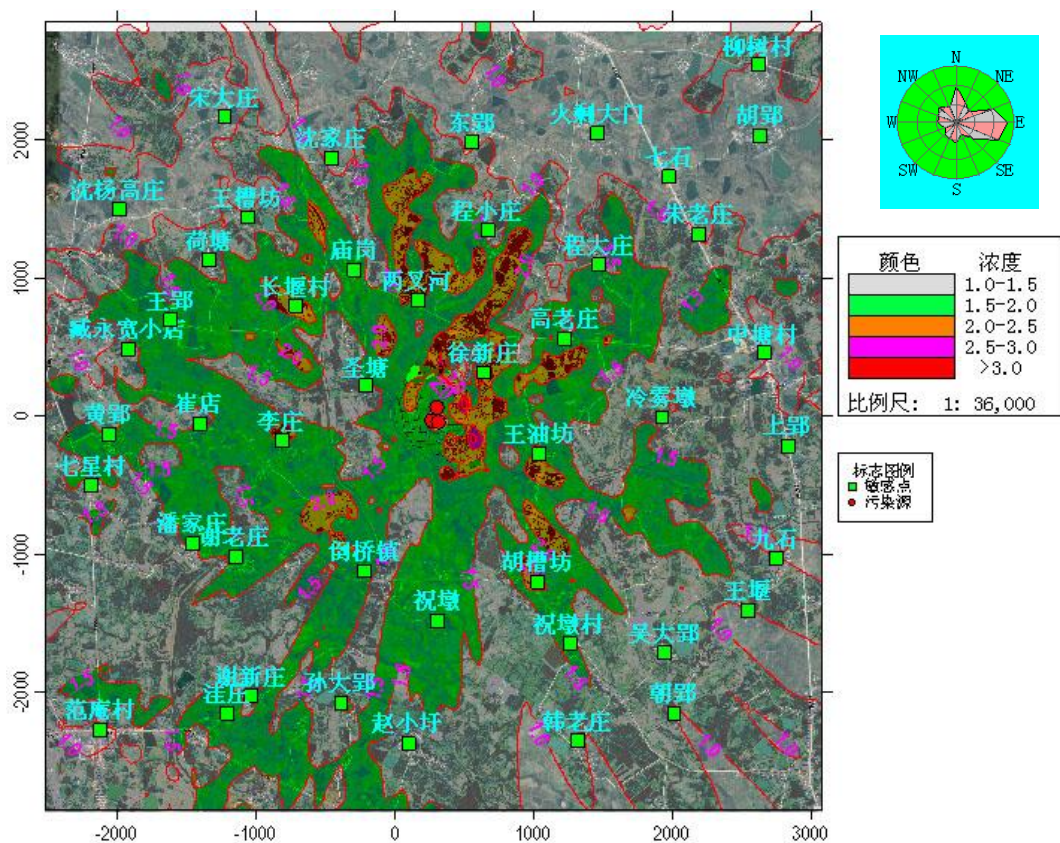 柳树村
宋大庄
沈家庄
东郢
火剩大门
胡郢
七石
沈杨高庄
王槽坊
程小庄
朱老庄
荷塘
庙岗
程大庄
长堰村
两叉河
王郢
高老庄
臧永宽小店
中塘村
圣塘
徐新庄
黄郢
崔店
李庄
冷雾墩
上郢
王油坊
七星村
潘家庄
谢老庄
倒桥镇
胡槽坊
九石
祝墩
王堰
祝墩村
吴大郢
谢新庄
洼庄
孙大郢
朝郢
范庵村
赵小圩
韩老庄
2000
1000
0
-1000
-2000
-2000
-1000
0
1000
2000
3000
N
NW
NE
W
E
SW
SE
S
颜色 浓度
1.0-1.5
1.5-2.0
2.0-2.5
2.5-3.0
>3.0
比例尺: 1: 36,000
标志图例
敏感点
污染源